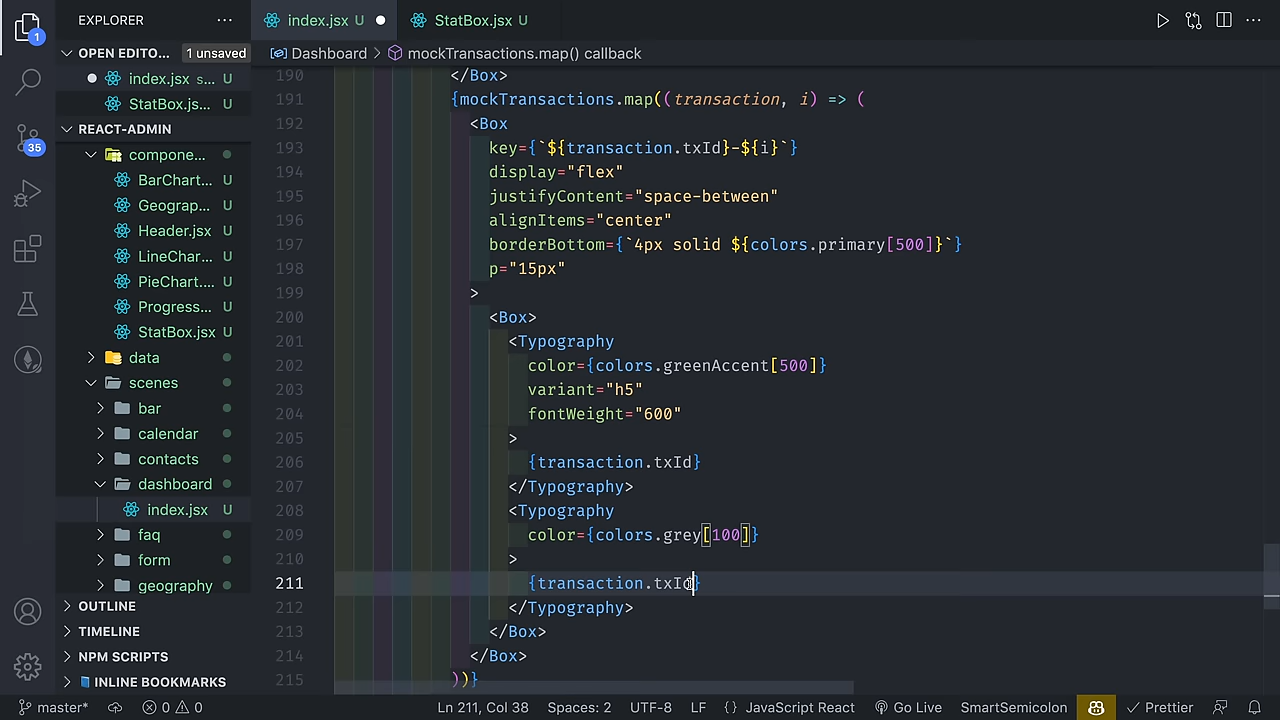 EXPLORER
index.jsx U
StatBox.jsx U
OPEN EDITO...
1 unsaved
Dashboard > mockTransactions.map() callback
1
index.jsx s... U
StatBox.js... U
REACT-ADMIN
35
compone...
BarChart... U
Geograp... U
Header.jsx U
LineChar... U
PieChart.... U
Progress... U
StatBox.jsx U
data
scenes
bar
calendar
contacts
dashboard
index.jsx U
faq
form
geography
OUTLINE
TIMELINE
NPM SCRIPTS
INLINE BOOKMARKS
190 </Box>
191 {mockTransactions.map((transaction, i) => (
192 <Box
193 key={`${transaction.txId}-${i}`}
194 display="flex"
195 justifyContent="space-between"
196 alignItems="center"
197 borderBottom={`4px solid ${colors.primary[500]}`}
198 p="15px"
199 >
200 <Box>
201 <Typography
202 color={colors.greenAccent[500]}
203 variant="h5"
204 fontWeight="600"
205 >
206 {transaction.txId}
207 </Typography>
208 <Typography
209 color={colors.grey[100]}
210 >
211 {transaction.txId}
212 </Typography>
213 </Box>
214 </Box>
215 ))}
master* 0 0 Ln 211, Col 38 Spaces: 2 UTF-8 LF {} JavaScript React Go Live SmartSemicolon Prettier